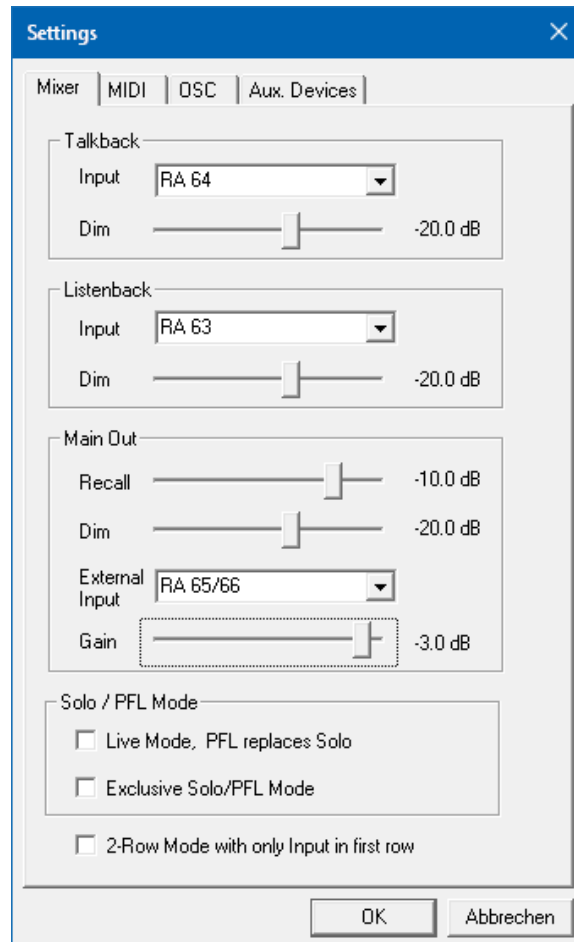 Settings
Mixer MIDI OSC Aux. Devices
Talkback
Input RA 64
Dim -20.0 dB
Listenback
Input RA 63
Dim -20.0 dB
Main Out
Recall -10.0 dB
Dim -20.0 dB
External
Input RA 65/66
Gain -3.0 dB
Solo / PFL Mode
Live Mode, PFL replaces Solo
Exclusive Solo/PFL Mode
2-Row Mode with only Input in first row
OK Abbrechen